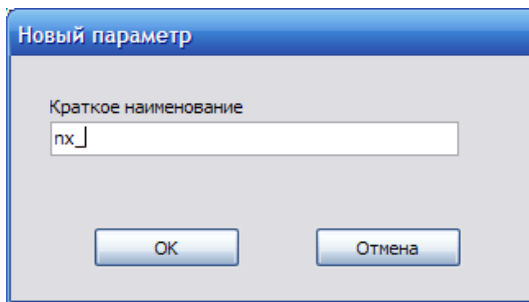 Новый параметр
Краткое наименование
nx_
OK
Отмена